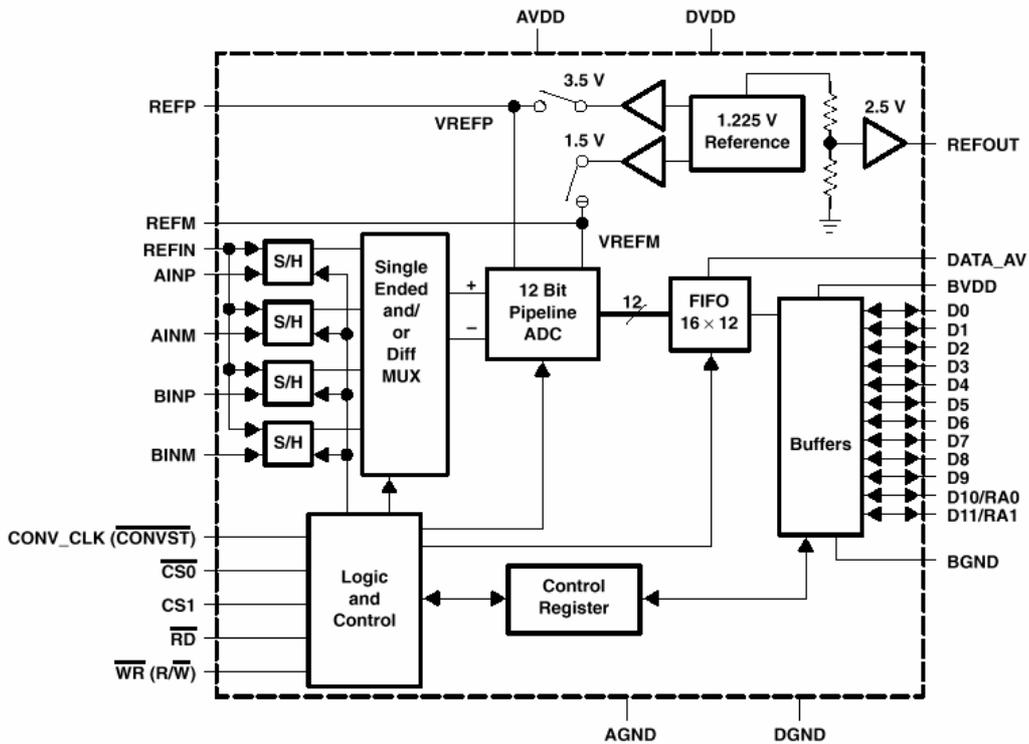 AVDD
DVDD
REFP
3.5 V
VREFP
1.5 V
1.225 V
Reference
2.5 V
REFOUT
REFM
VREFM
REFIN
AINP
AINM
BINP
BINM
S/H
S/H
S/H
S/H
Single
Ended
and/
or
Diff
MUX
+
–
12 Bit
Pipeline
ADC
12
FIFO
16 × 12
DATA_AV
BVDD
Buffers
D0
D1
D2
D3
D4
D5
D6
D7
D8
D9
D10/RA0
D11/RA1
BGND
CONV_CLK (CONVST)
CS0
CS1
RD
WR (R/W)
Logic
and
Control
Control
Register
AGND
DGND